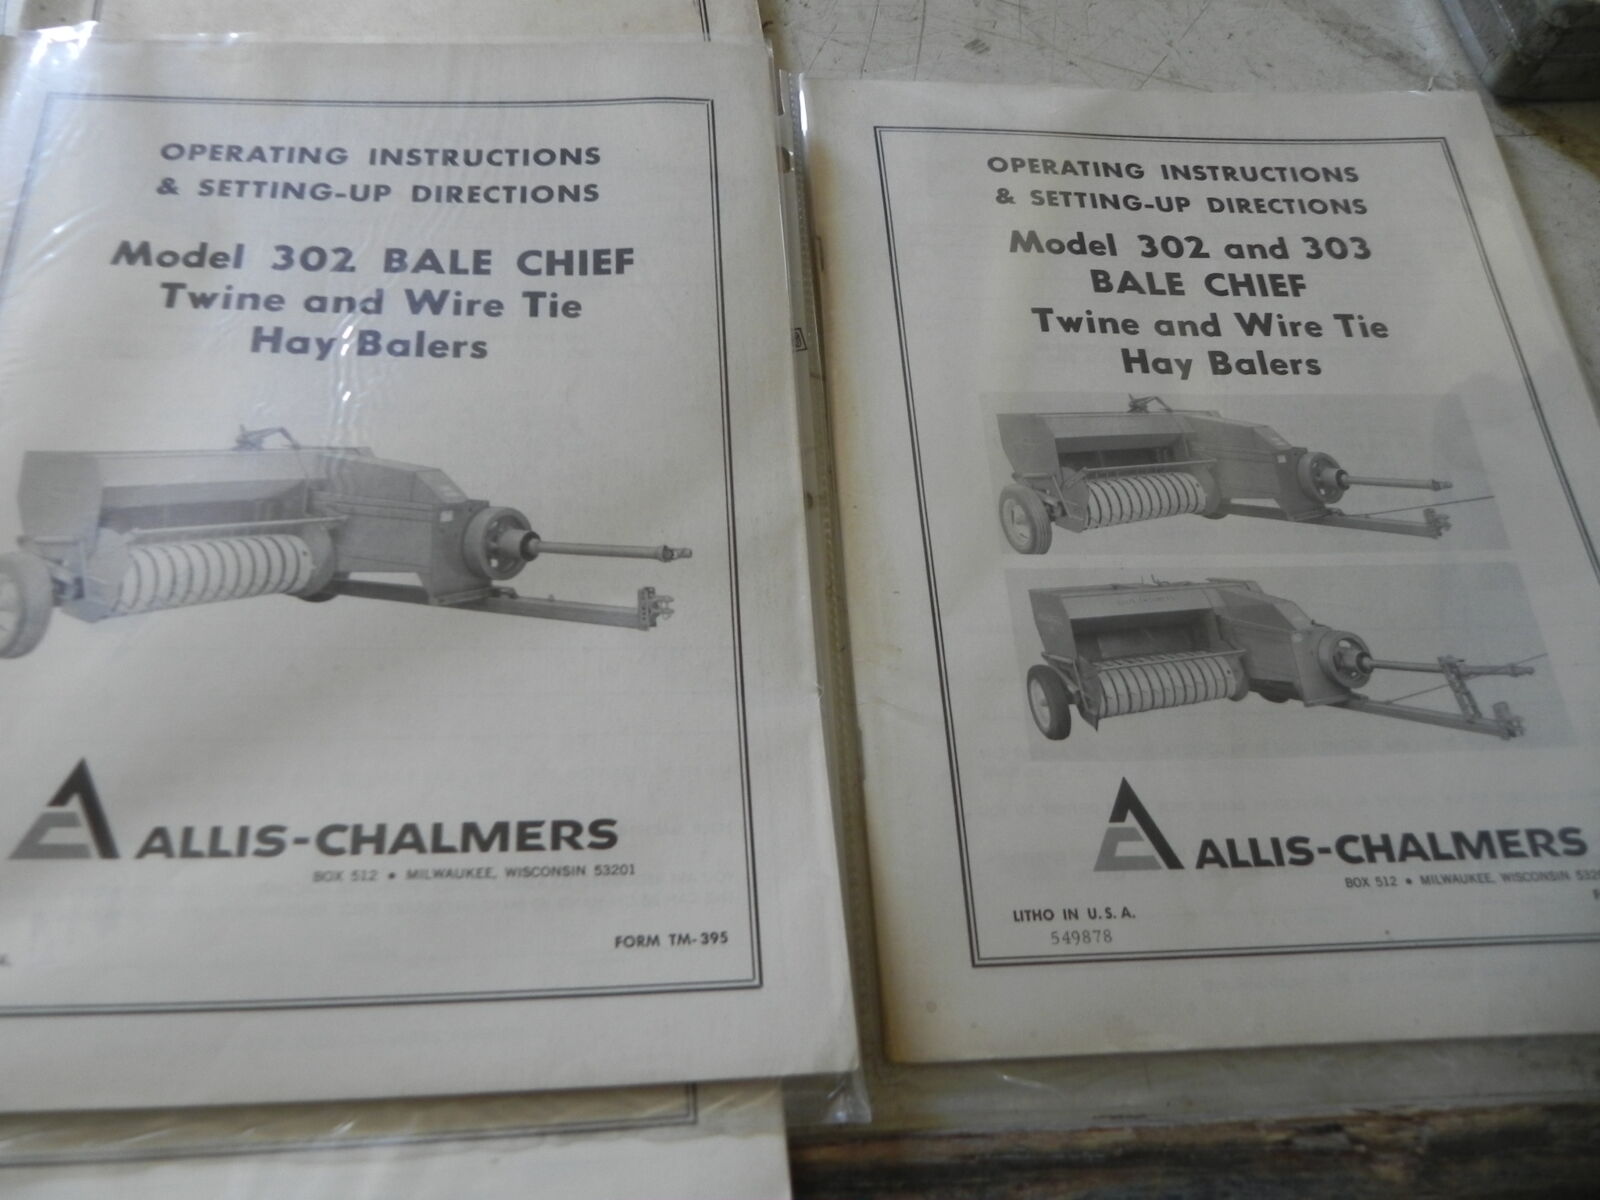 OPERATING INSTRUCTIONS
& SETTING-UP DIRECTIONS
Model 302 BALE CHIEF
Twine and Wire Tie
Hay Balers
ALLIS-CHALMERS
BOX 512 • MILWAUKEE, WISCONSIN 53201
FORM TM-395
OPERATING INSTRUCTIONS
& SETTING-UP DIRECTIONS
Model 302 and 303
BALE CHIEF
Twine and Wire Tie
Hay Balers
ALLIS-CHALMERS
BOX 512 • MILWAUKEE, WISCONSIN
LITHO IN U.S.A.
549878